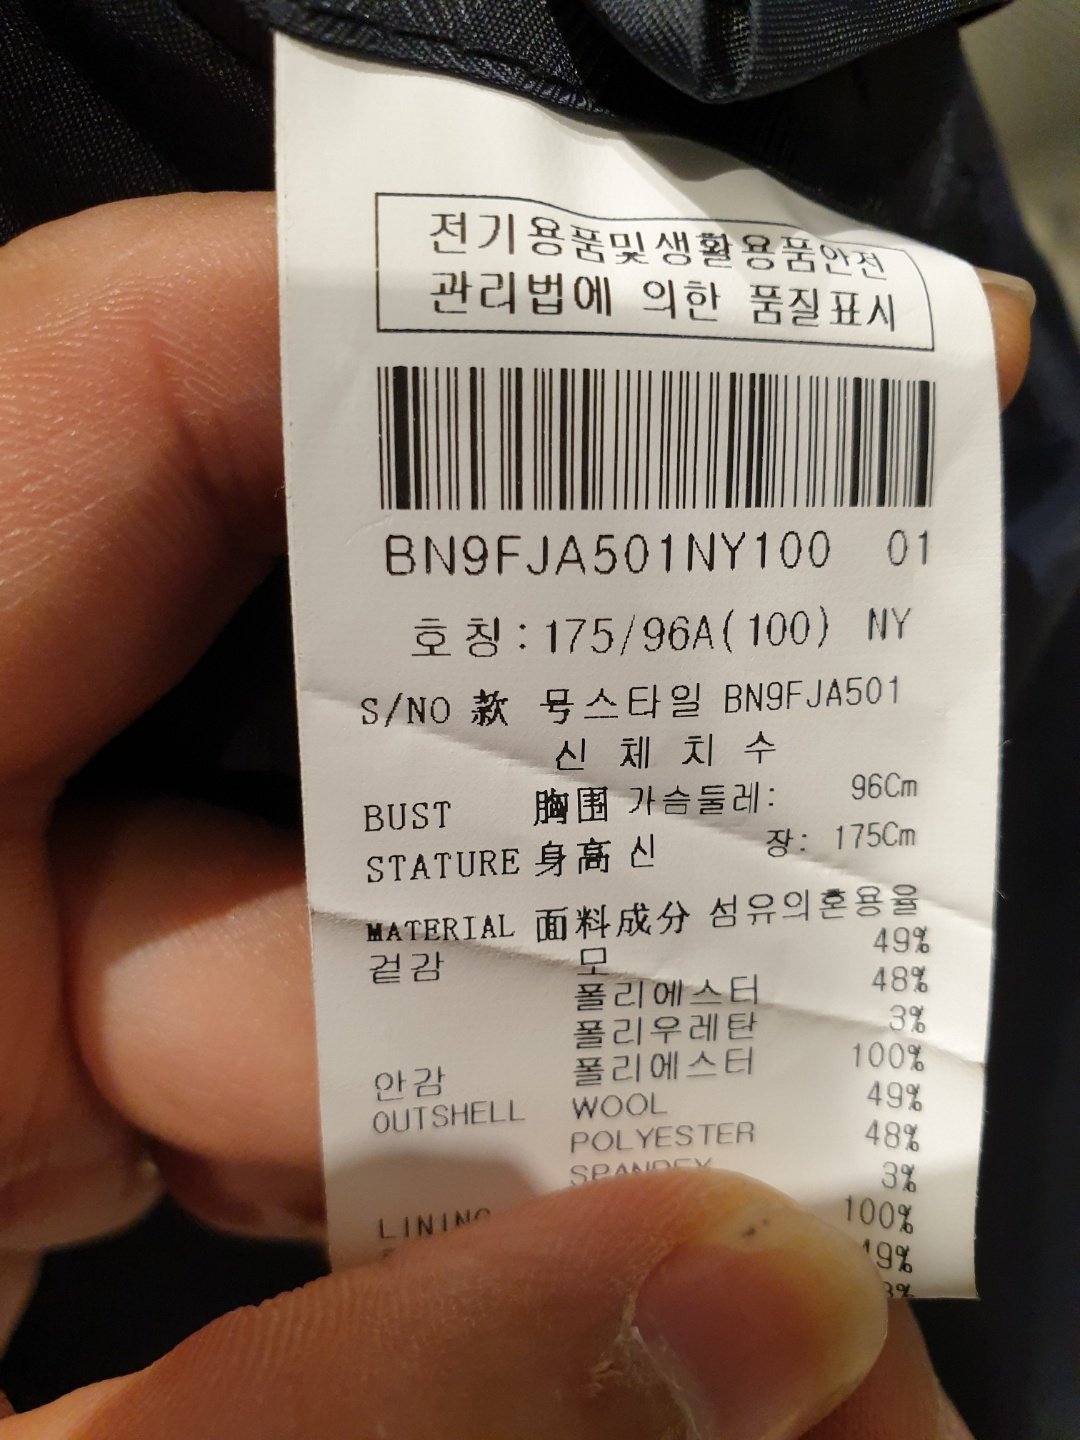 전기용품및생활용품안전
관리법에 의한 품질표시
BN9FJA501NY100 01
호칭:175/96A(100) NY
S/NO 款 号스타일 BN9FJA501
신 체 치 수
BUST 胸围 가슴둘레: 96Cm
STATURE 身高 신 장: 175Cm
MATERIAL 面料成分 섬유의혼용율
겉감 모 49%
폴리에스터 48%
폴리우레탄 3%
안감 폴리에스터 100%
OUTSHELL WOOL 49%
POLYESTER 48%
SPANDEX 3%
LINING 100%
49%